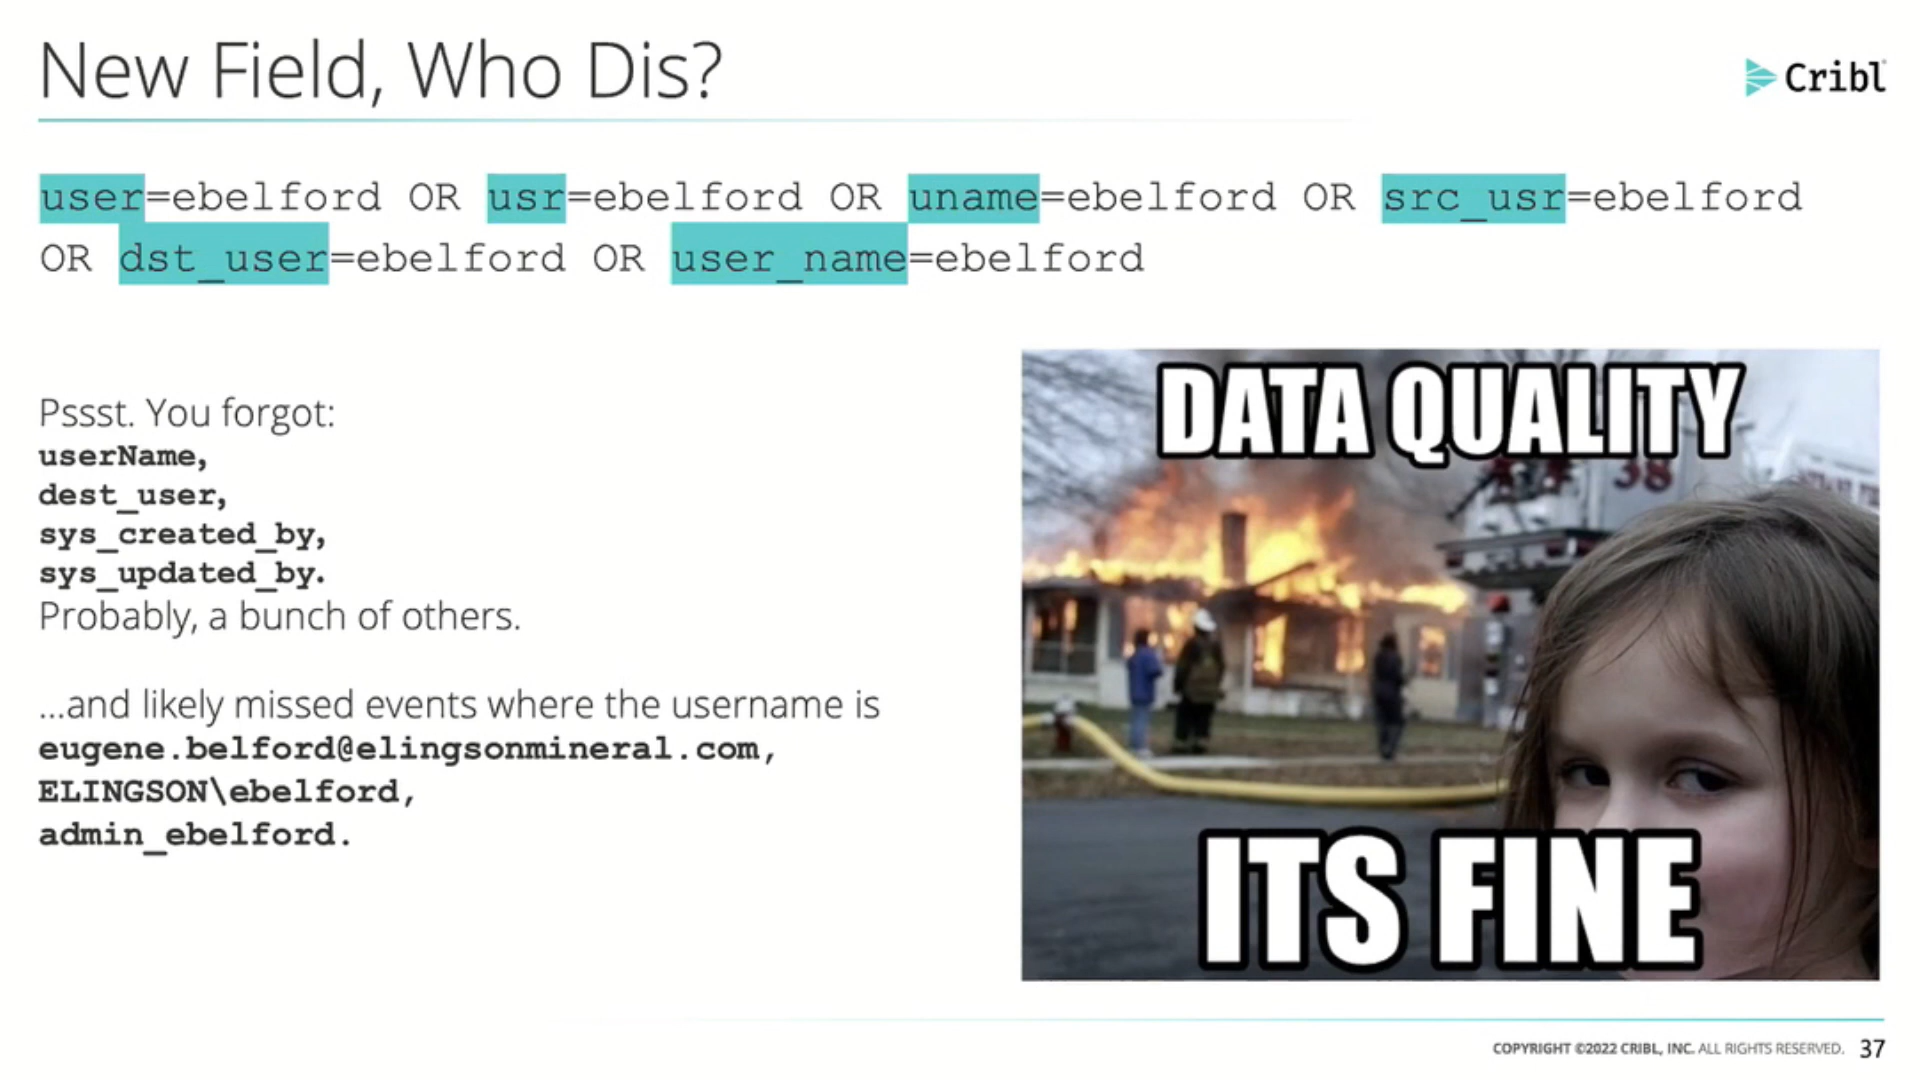 New Field, Who Dis?
Cribl
user=ebelford OR usr=ebelford OR uname=ebelford OR src_usr=ebelford
OR dst_user=ebelford OR user_name=ebelford
Pssst. You forgot:
userName,
dest_user,
sys_created_by,
sys_updated_by.
Probably, a bunch of others.
...and likely missed events where the username is
eugene.belford@elingsonmineral.com,
ELINGSON\ebelford,
admin_ebelford.
DATA QUALITY
38
ITS FINE
COPYRIGHT ©2022 CRIBL, INC. ALL RIGHTS RESERVED. 37